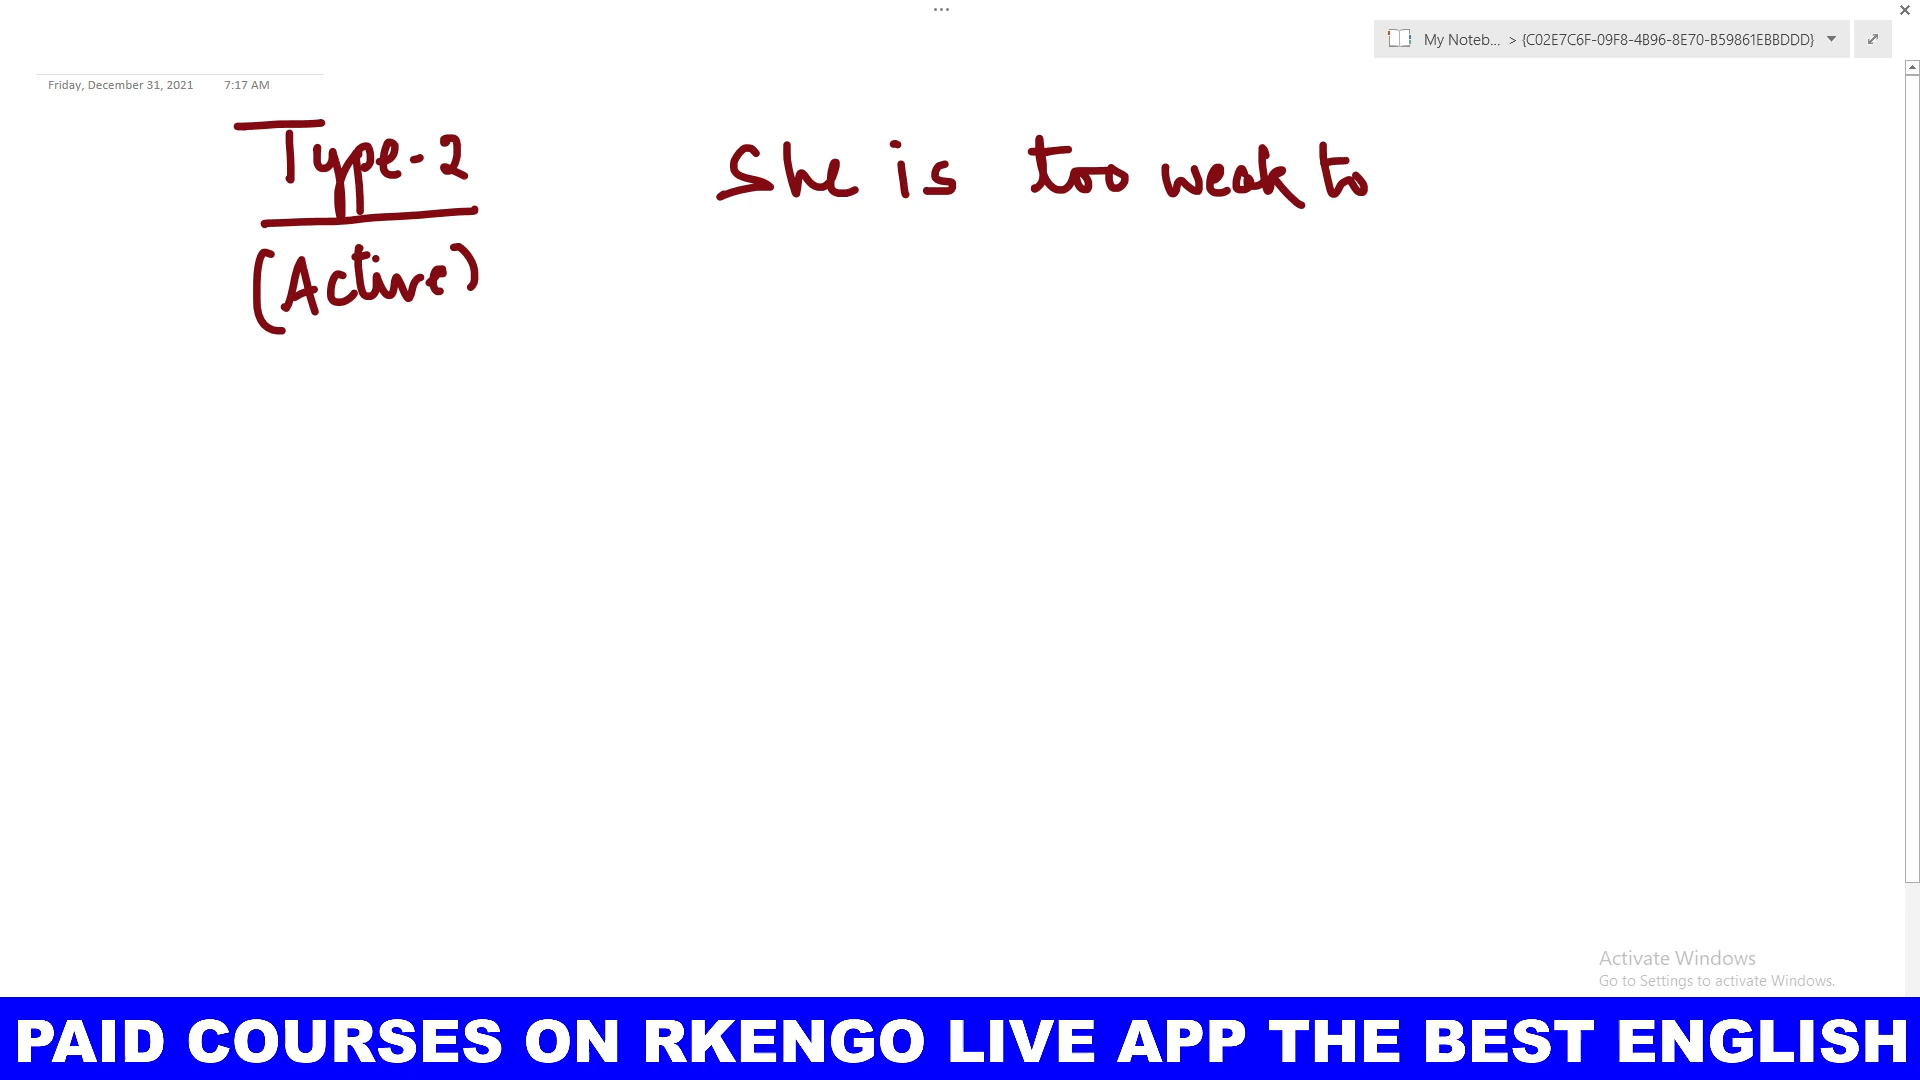 ...
My Noteb... > {C02E7C6F-09F8-4B96-8E70-B59861EBBDDD}
Friday, December 31, 2021 7:17 AM
Type-2 She is too weak to
(Active)
Activate Windows
Go to Settings to activate Windows.
PAID COURSES ON RKENGO LIVE APP THE BEST ENGLISH